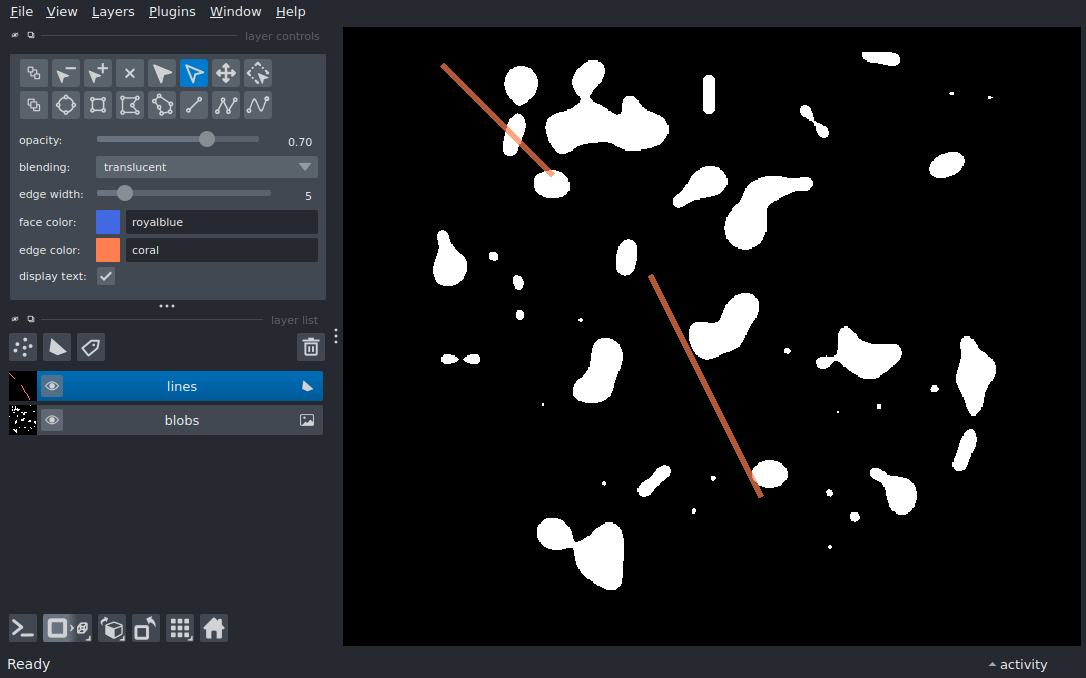 File View Layers Plugins Window Help
layer controls
opacity: 0.70
blending: translucent
edge width: 5
face color: royalblue
edge color: coral
display text:
layer list
lines
blobs
Ready
activity